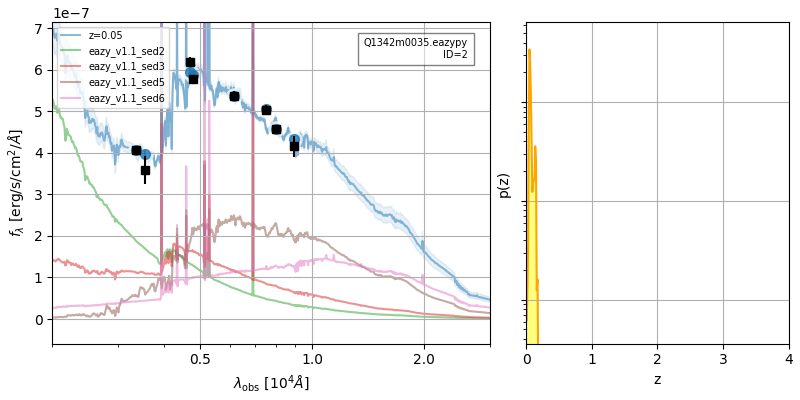 1e−7
z=0.05
eazy_v1.1_sed2
eazy_v1.1_sed3
eazy_v1.1_sed5
eazy_v1.1_sed6
Q1342m0035.eazypy
ID=2
7
6
5
4
3
2
1
0
fλ [erg/s/cm²/Å]
0.5 1.0 2.0
λobs [10⁴Å]
p(z)
0 1 2 3 4
z